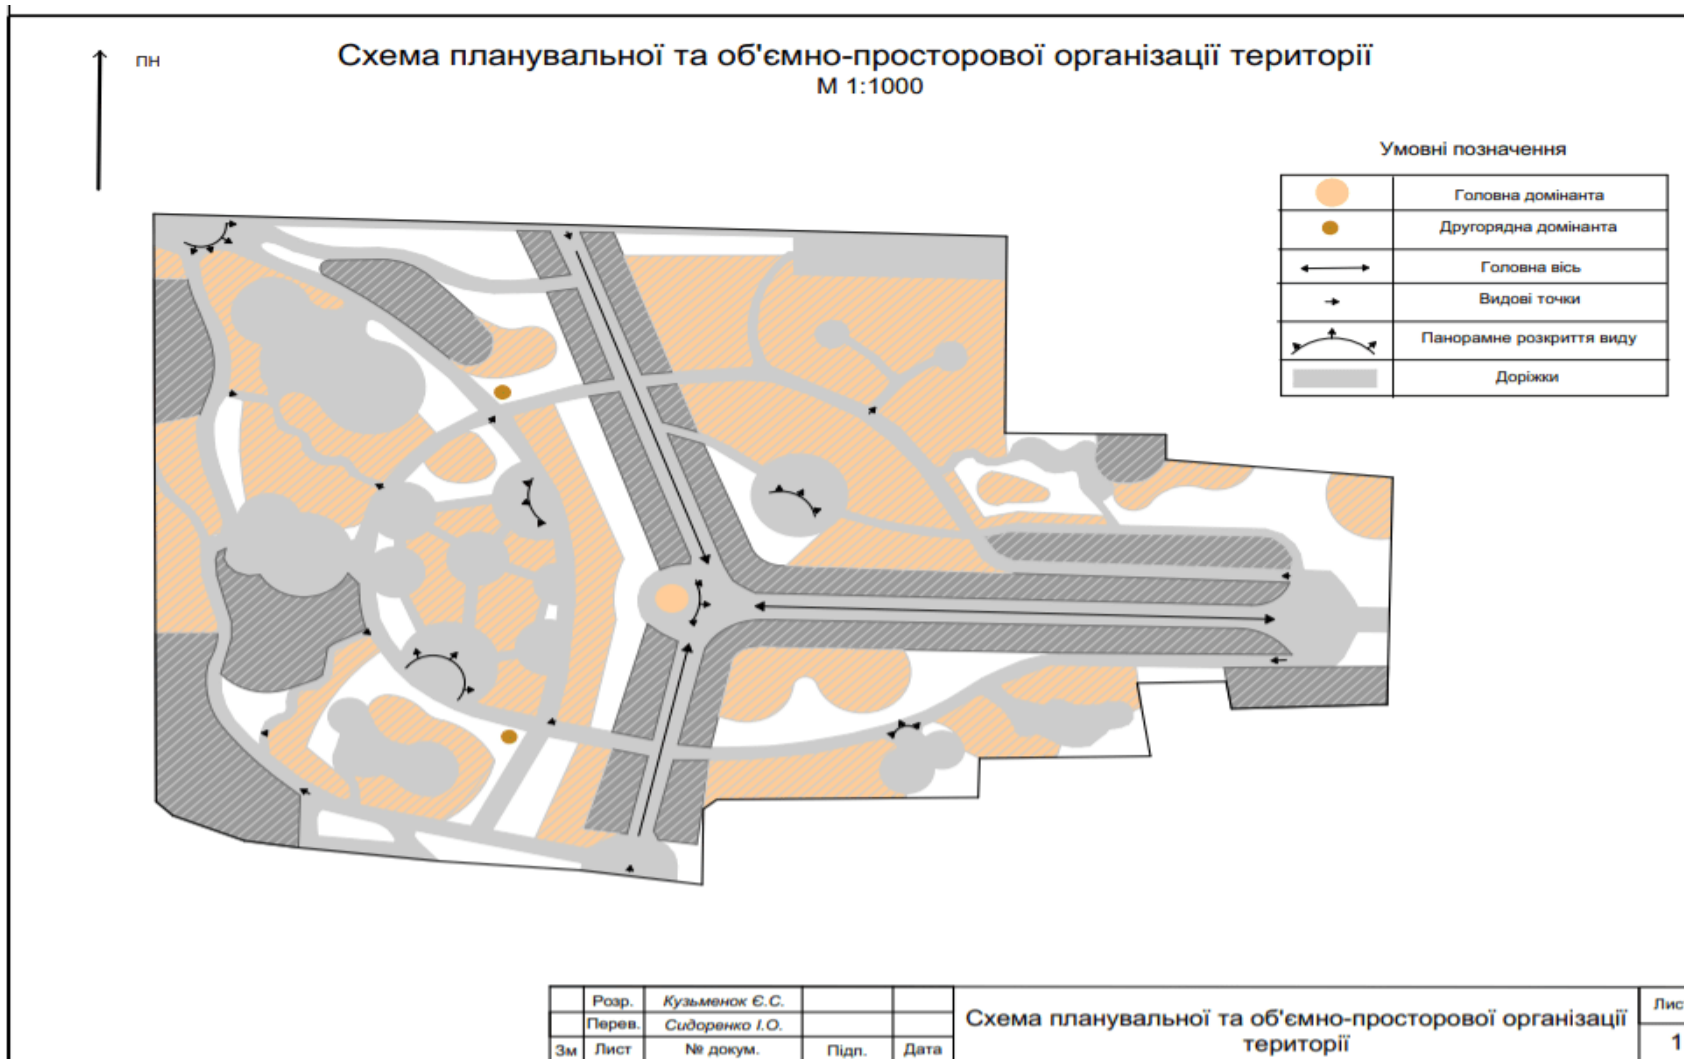 ПН
Схема планувальної та об'ємно-просторової організації території
М 1:1000
Умовні позначення
Головна домінанта
Другорядна домінанта
Головна вісь
Видові точки
Панорамне розкриття виду
Доріжки
Розр. Кузьменок Є.С.
Перев. Сидоренко І.О.
Зм Лист № докум. Підп. Дата
Схема планувальної та об'ємно-просторової організації
території
Лис
1